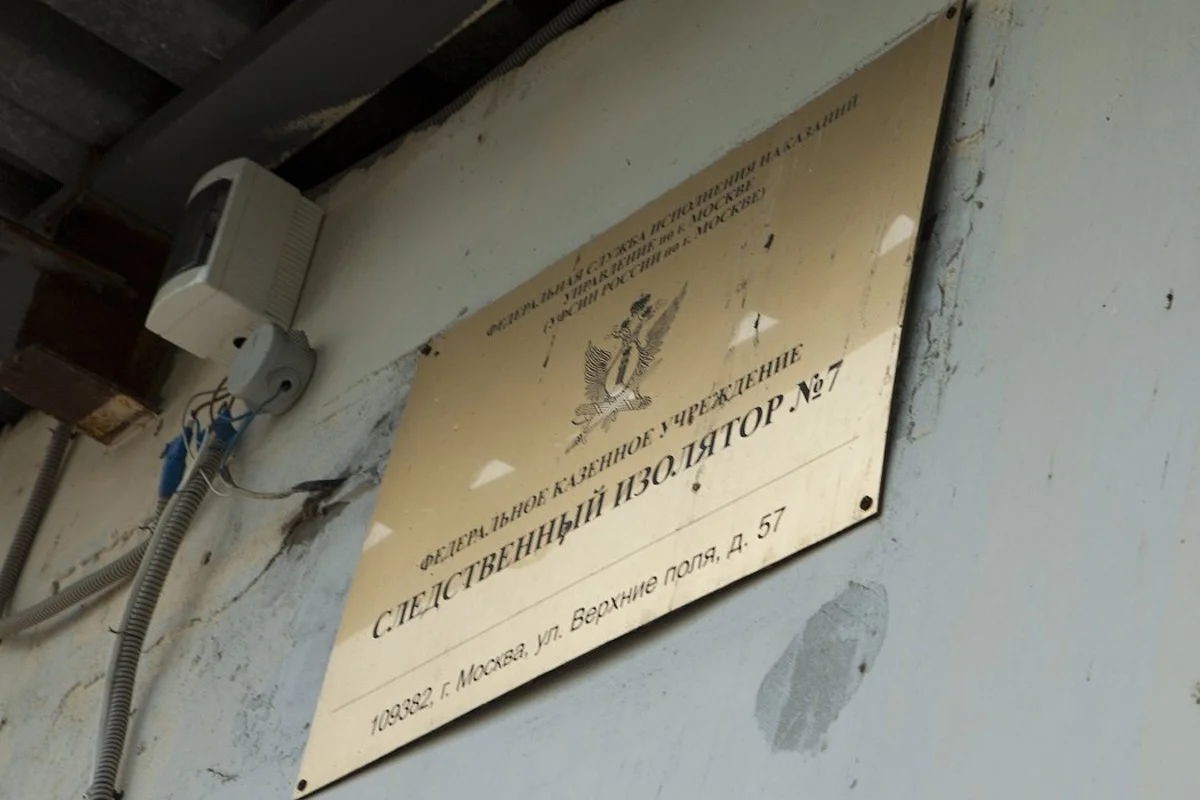 ФЕДЕРАЛЬНАЯ СЛУЖБА ИСПОЛНЕНИЯ НАКАЗАНИЙ
УПРАВЛЕНИЕ по г. МОСКВЕ
(УФСИН РОССИИ по г. МОСКВЕ)
ФЕДЕРАЛЬНОЕ КАЗЕННОЕ УЧРЕЖДЕНИЕ
СЛЕДСТВЕННЫЙ ИЗОЛЯТОР №7
109382, г. Москва, ул. Верхние поля, д. 57